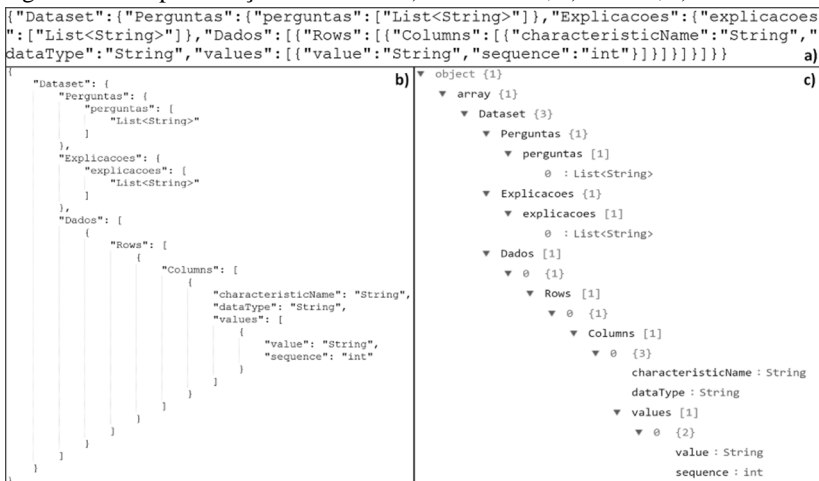 {"Dataset":{"Perguntas":{"perguntas":["List<String>"]},"Explicacoes":{"explicacoes
":["List<String>"]},"Dados":[{"Rows":[{"Columns":[{"characteristicName":"String","
dataType":"String","values":[{"value":"String","sequence":"int"}]}]}]}]}}
a)
b)
{
"Dataset": {
"Perguntas": {
"perguntas": [
"List<String>"
]
},
"Explicacoes": {
"explicacoes": [
"List<String>"
]
},
"Dados": [
{
"Rows": [
{
"Columns": [
{
"characteristicName": "String",
"dataType": "String",
"values": [
{
"value": "String",
"sequence": "int"
}
]
}
]
}
]
}
]
}
c)
▼ object {1}
▼ array {1}
▼ Dataset {3}
▼ Perguntas {1}
▼ perguntas [1]
0 : List<String>
▼ Explicacoes {1}
▼ explicacoes [1]
0 : List<String>
▼ Dados [1]
▼ 0 {1}
▼ Rows [1]
▼ 0 {1}
▼ Columns [1]
▼ 0 {3}
characteristicName : String
dataType : String
▼ values [1]
▼ 0 {2}
value : String
sequence : int